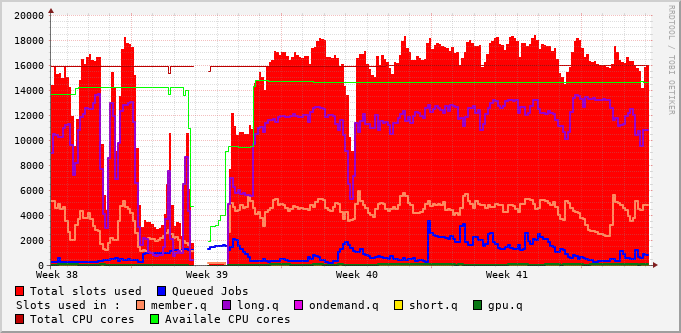 20000
18000
16000
14000
12000
10000
8000
6000
4000
2000
0
Week 38 Week 39 Week 40 Week 41
Total slots used Queued Jobs
Slots used in : member.q long.q ondemand.q short.q gpu.q
Total CPU cores Availale CPU cores
RRDTOOL / TOBI OETIKER